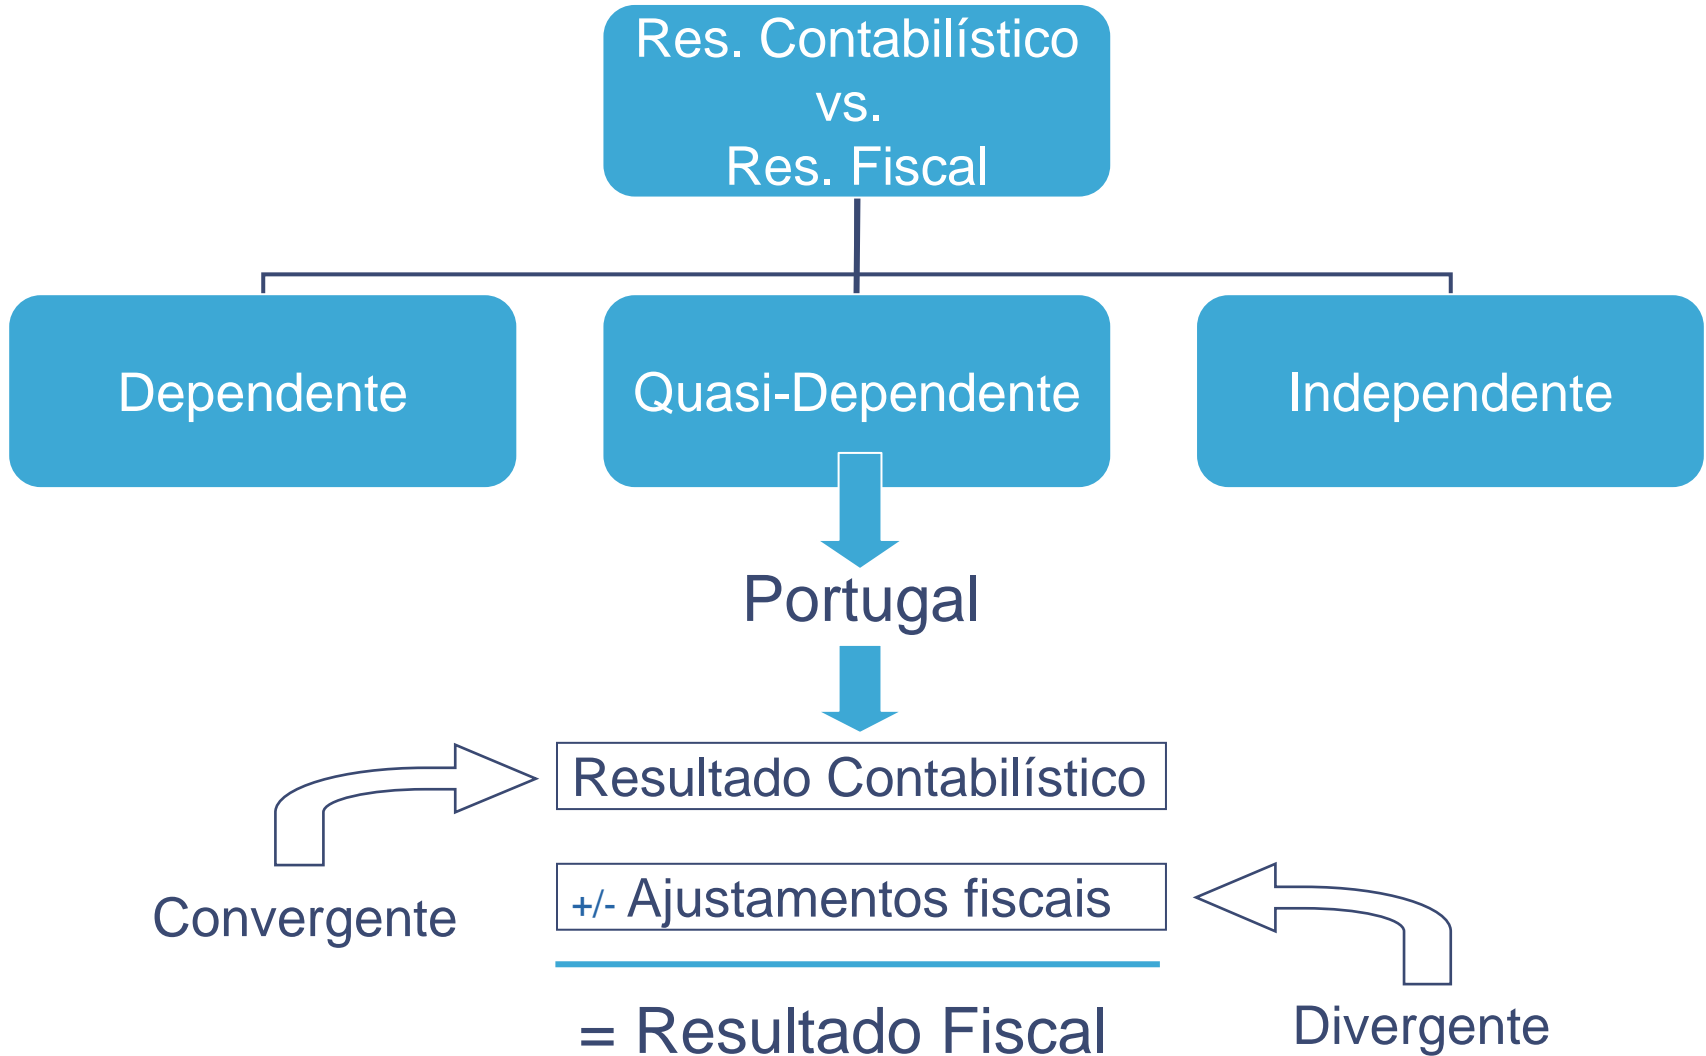 Res. Contabilístico
vs.
Res. Fiscal
Dependente
Quasi-Dependente
Independente
Portugal
Resultado Contabilístico
+/- Ajustamentos fiscais
Convergente
= Resultado Fiscal
Divergente